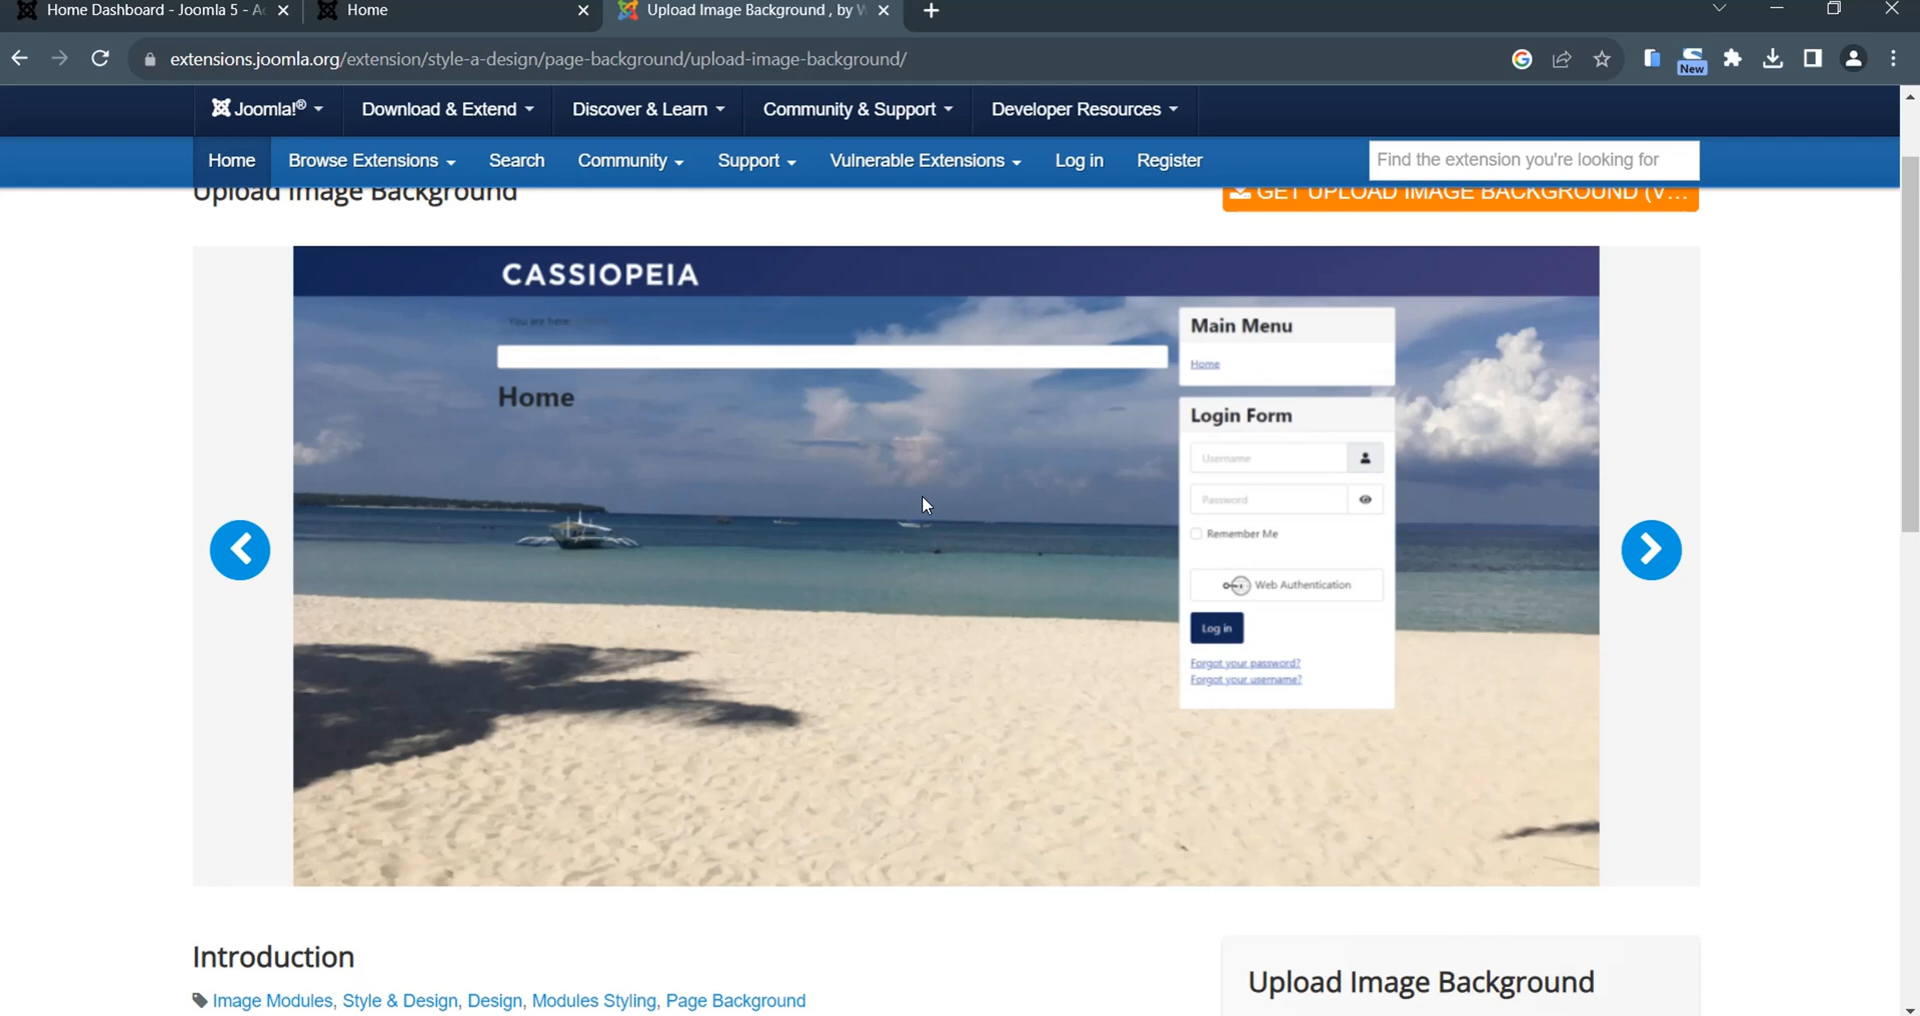 Home Dashboard - Joomla 5 - Ac
Home
Upload Image Background , by W
extensions.joomla.org/extension/style-a-design/page-background/upload-image-background/
New
Joomla!®
Download & Extend
Discover & Learn
Community & Support
Developer Resources
Home
Browse Extensions
Search
Community
Support
Vulnerable Extensions
Log in
Register
Find the extension you're looking for
Upload Image Background
GET UPLOAD IMAGE BACKGROUND (V...
CASSIOPEIA
You are here:
Main Menu
Home
Home
Login Form
Username
Password
Remember Me
Web Authentication
Log in
Forgot your password?
Forgot your username?
Introduction
Image Modules, Style & Design, Design, Modules Styling, Page Background
Upload Image Background